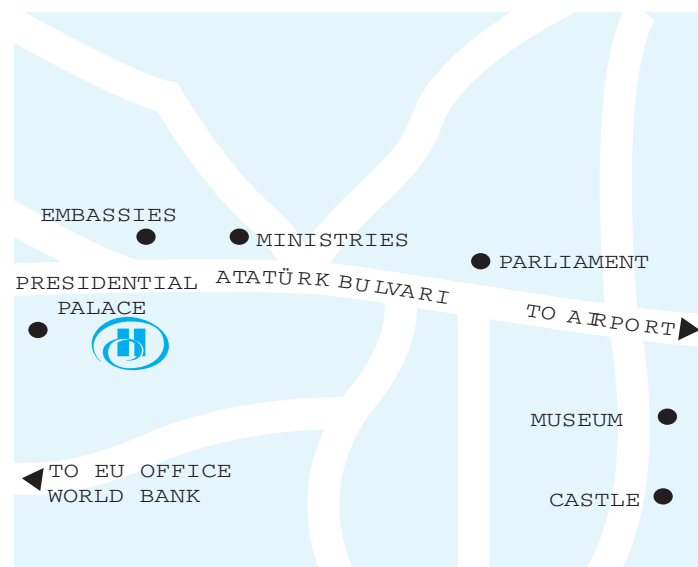 EMBASSIES
MINISTRIES
PARLIAMENT
PRESIDENTIAL
PALACE
ATATÜRK BULVARI
TO AIRPORT
MUSEUM
TO EU OFFICE
WORLD BANK
CASTLE